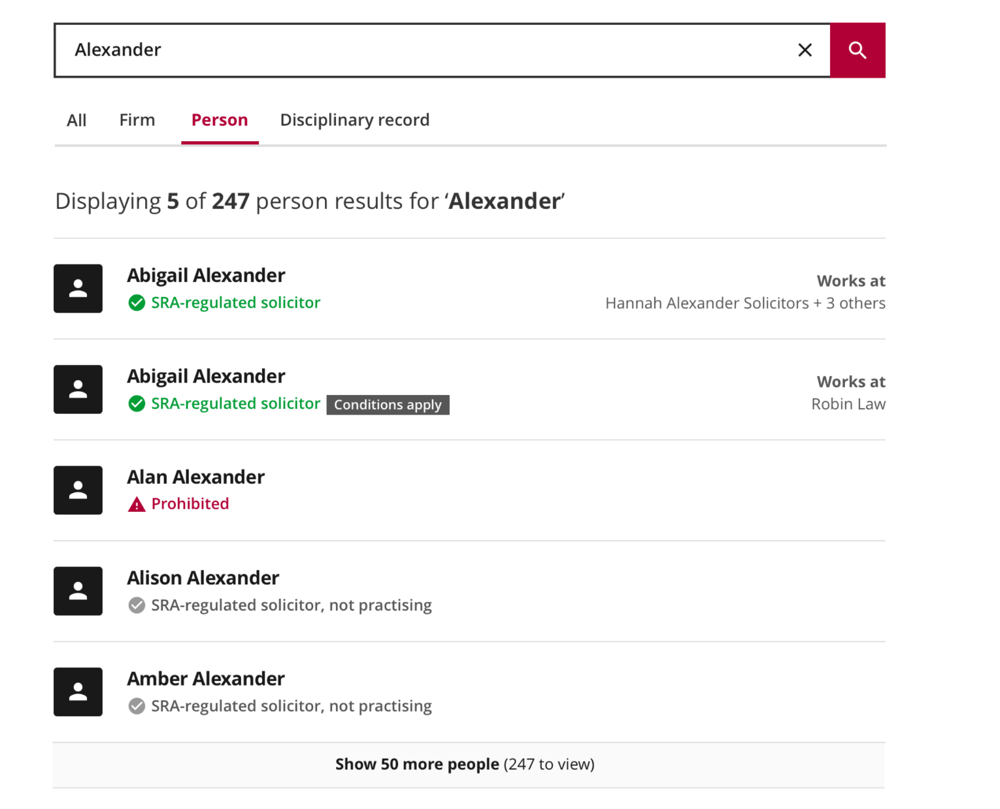 Alexander
All Firm Person Disciplinary record
Displaying 5 of 247 person results for ‘Alexander’
Abigail Alexander
SRA-regulated solicitor
Works at
Hannah Alexander Solicitors + 3 others
Abigail Alexander
SRA-regulated solicitor Conditions apply
Works at
Robin Law
Alan Alexander
Prohibited
Alison Alexander
SRA-regulated solicitor, not practising
Amber Alexander
SRA-regulated solicitor, not practising
Show 50 more people (247 to view)